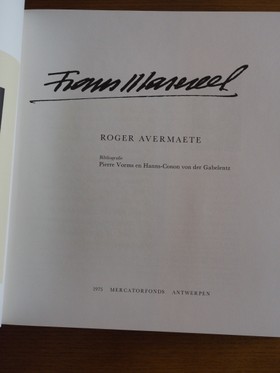 Frans Masereel
ROGER AVERMAETE
Bibliografie
Pierre Vorms en Hanns-Conon von der Gabelentz
1975 MERCATORFONDS ANTWERPEN